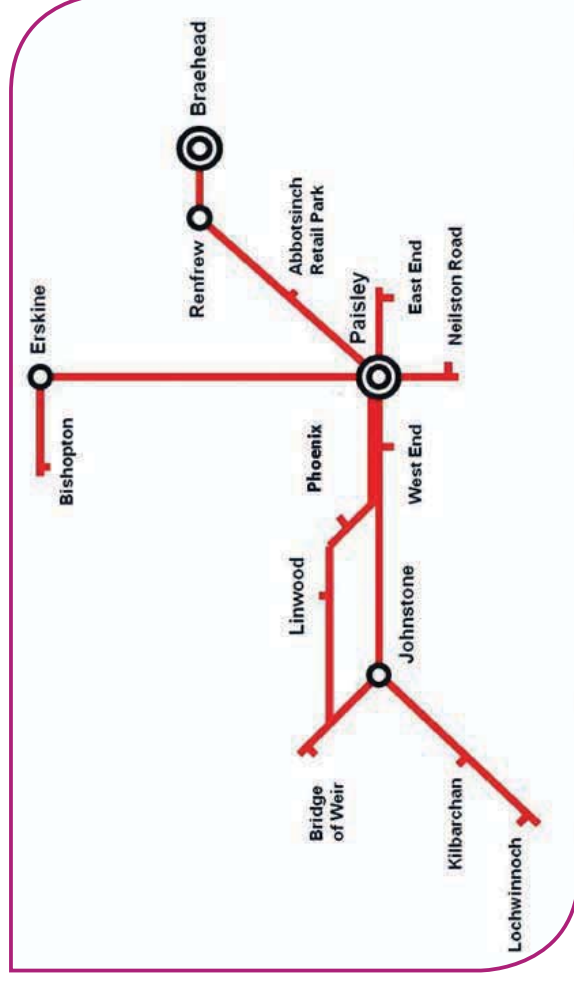 Braehead
Renfrew
Abbotsinch
Retail Park
Erskine
Bishopton
Paisley
East End
Neilston Road
Phoenix
West End
Linwood
Johnstone
Bridge
of Weir
Kilbarchan
Lochwinnoch